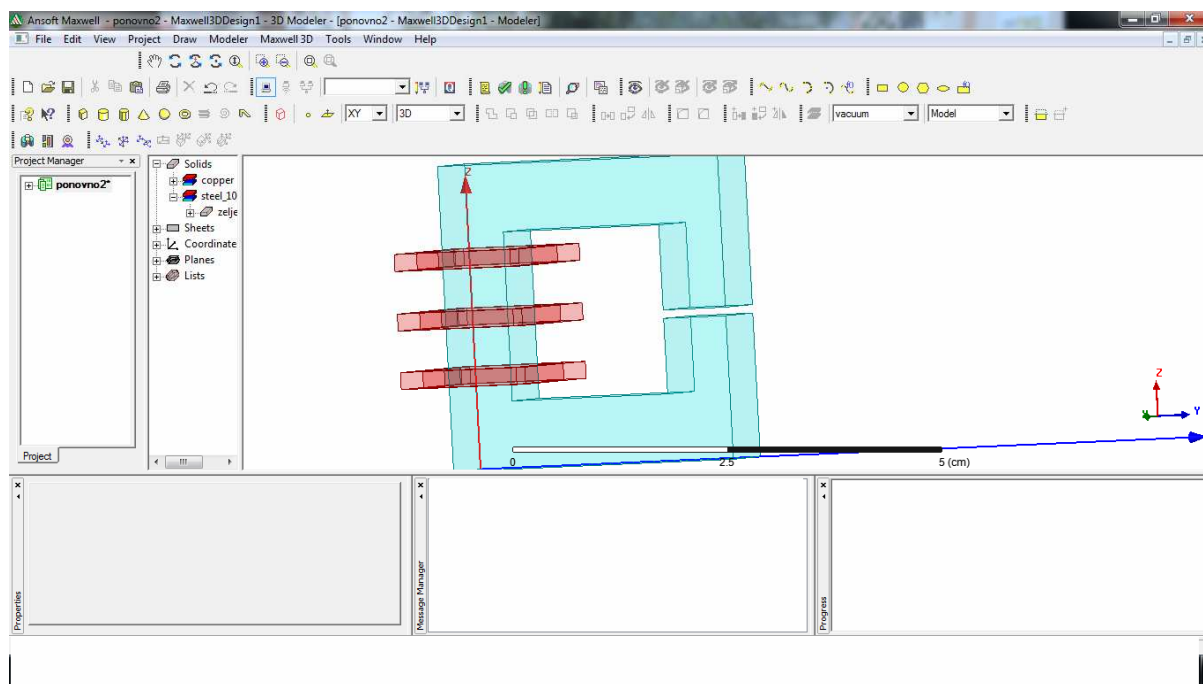 Ansoft Maxwell - ponovno2 - Maxwell3DDesign1 - 3D Modeler - [ponovno2 - Maxwell3DDesign1 - Modeler]
File Edit View Project Draw Modeler Maxwell 3D Tools Window Help
XY 3D vacuum Model
Project Manager
ponovno2*
Project
Solids
copper
steel_10
zelje
Sheets
Coordinate
Planes
Lists
Z
Z
Y
0 2.5 5 (cm)
Properties
Message Manager
Progress